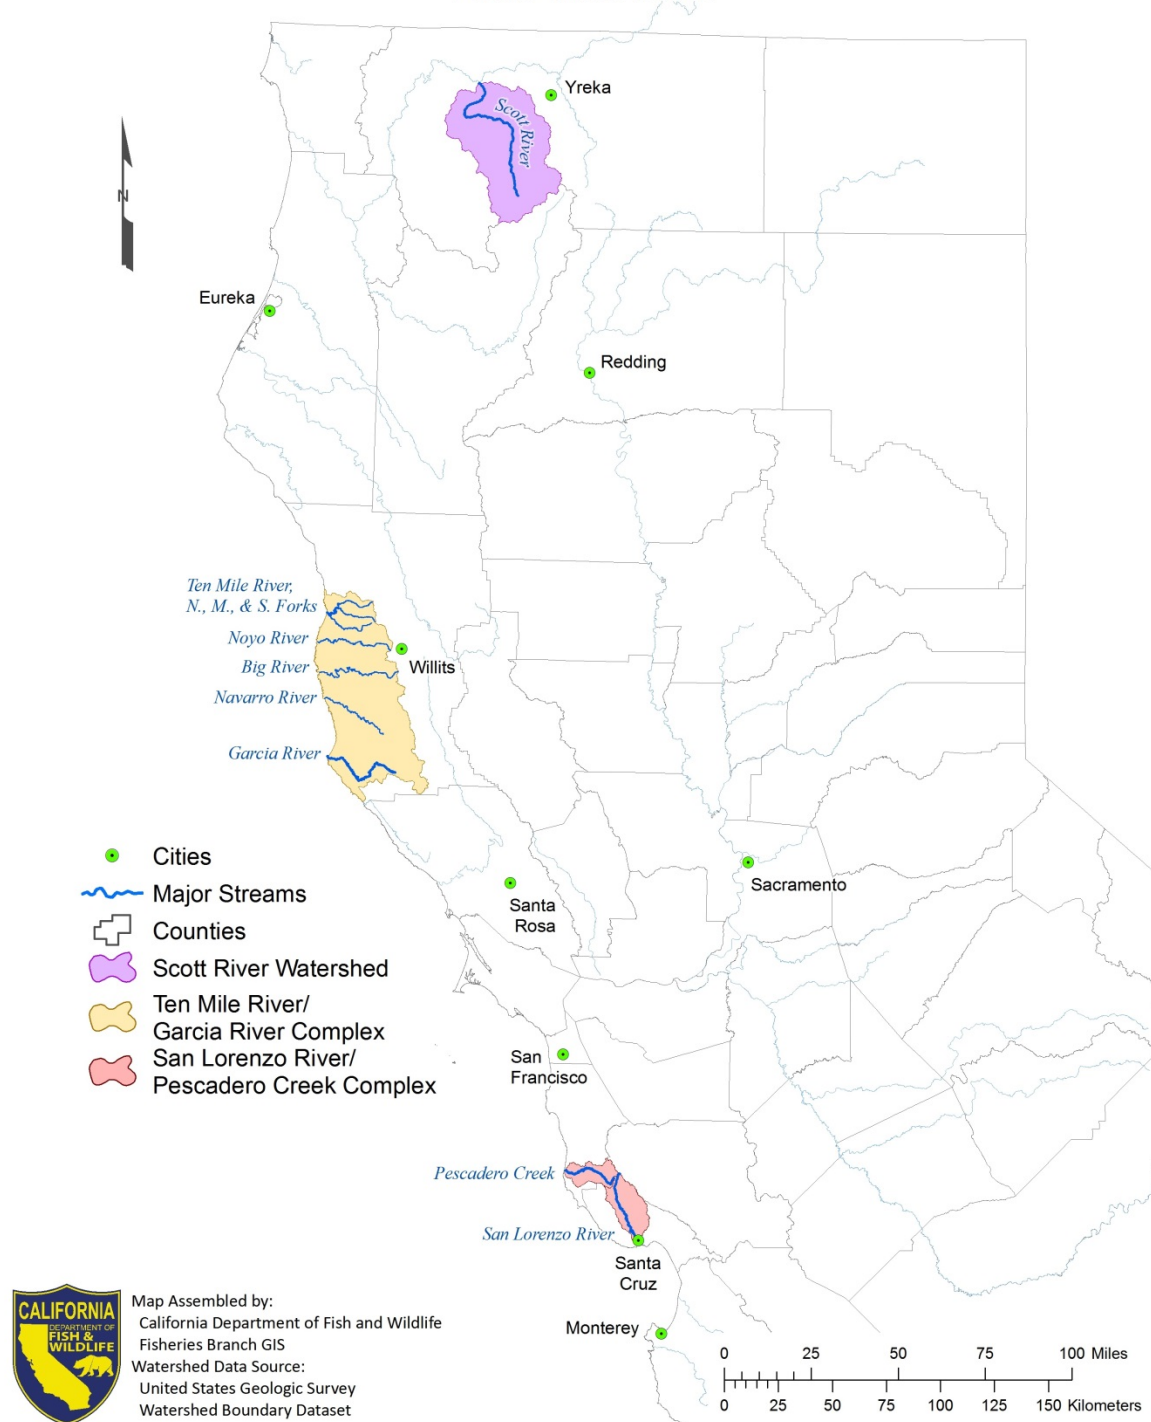 Yreka
Scott River
N
Eureka
Redding
Ten Mile River,
N., M., & S. Forks
Noyo River
Willits
Big River
Navarro River
Garcia River
Cities
Major Streams
Counties
Scott River Watershed
Ten Mile River/
Garcia River Complex
San Lorenzo River/
Pescadero Creek Complex
Sacramento
Santa
Rosa
San
Francisco
Pescadero Creek
San Lorenzo River
Santa
Cruz
Monterey
CALIFORNIA
DEPARTMENT OF
FISH &
WILDLIFE
Map Assembled by:
California Department of Fish and Wildlife
Fisheries Branch GIS
Watershed Data Source:
United States Geologic Survey
Watershed Boundary Dataset
0 25 50 75 100 Miles
0 25 50 75 100 125 150 Kilometers